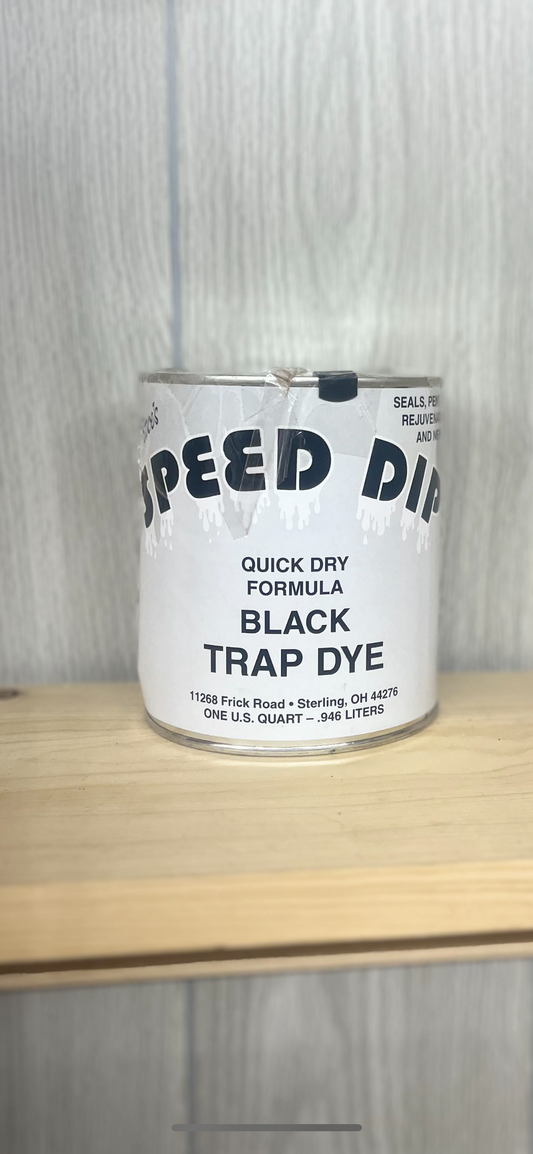 SEALS,
AND
SPEED DIP
QUICK DRY
FORMULA
BLACK
TRAP DYE
11268 Frick Road • Sterling, OH 44276
ONE U.S. QUART – .946 LITERS